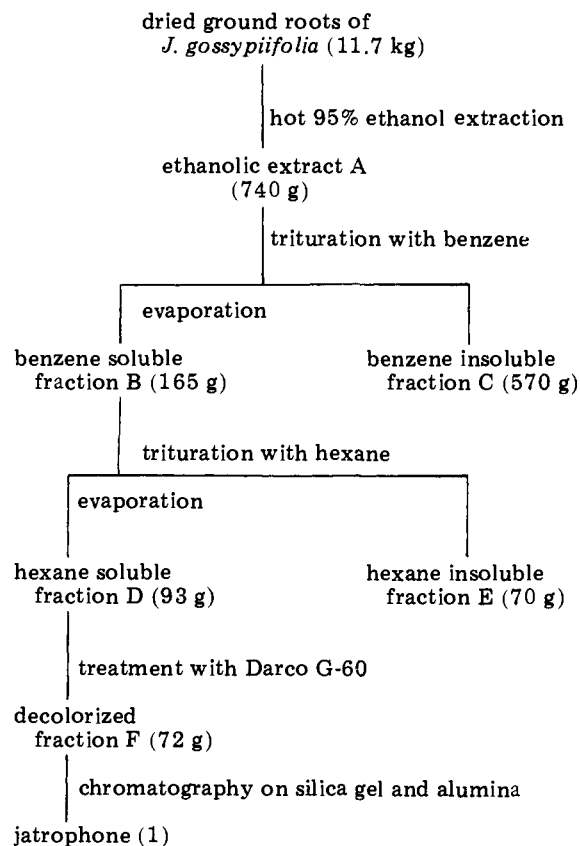 dried ground roots of
J. gossypiifolia (11.7 kg)
hot 95% ethanol extraction
ethanolic extract A
(740 g)
trituration with benzene
evaporation
benzene soluble
fraction B (165 g)
benzene insoluble
fraction C (570 g)
trituration with hexane
evaporation
hexane soluble
fraction D (93 g)
hexane insoluble
fraction E (70 g)
treatment with Darco G-60
decolorized
fraction F (72 g)
chromatography on silica gel and alumina
jatrophone (1)